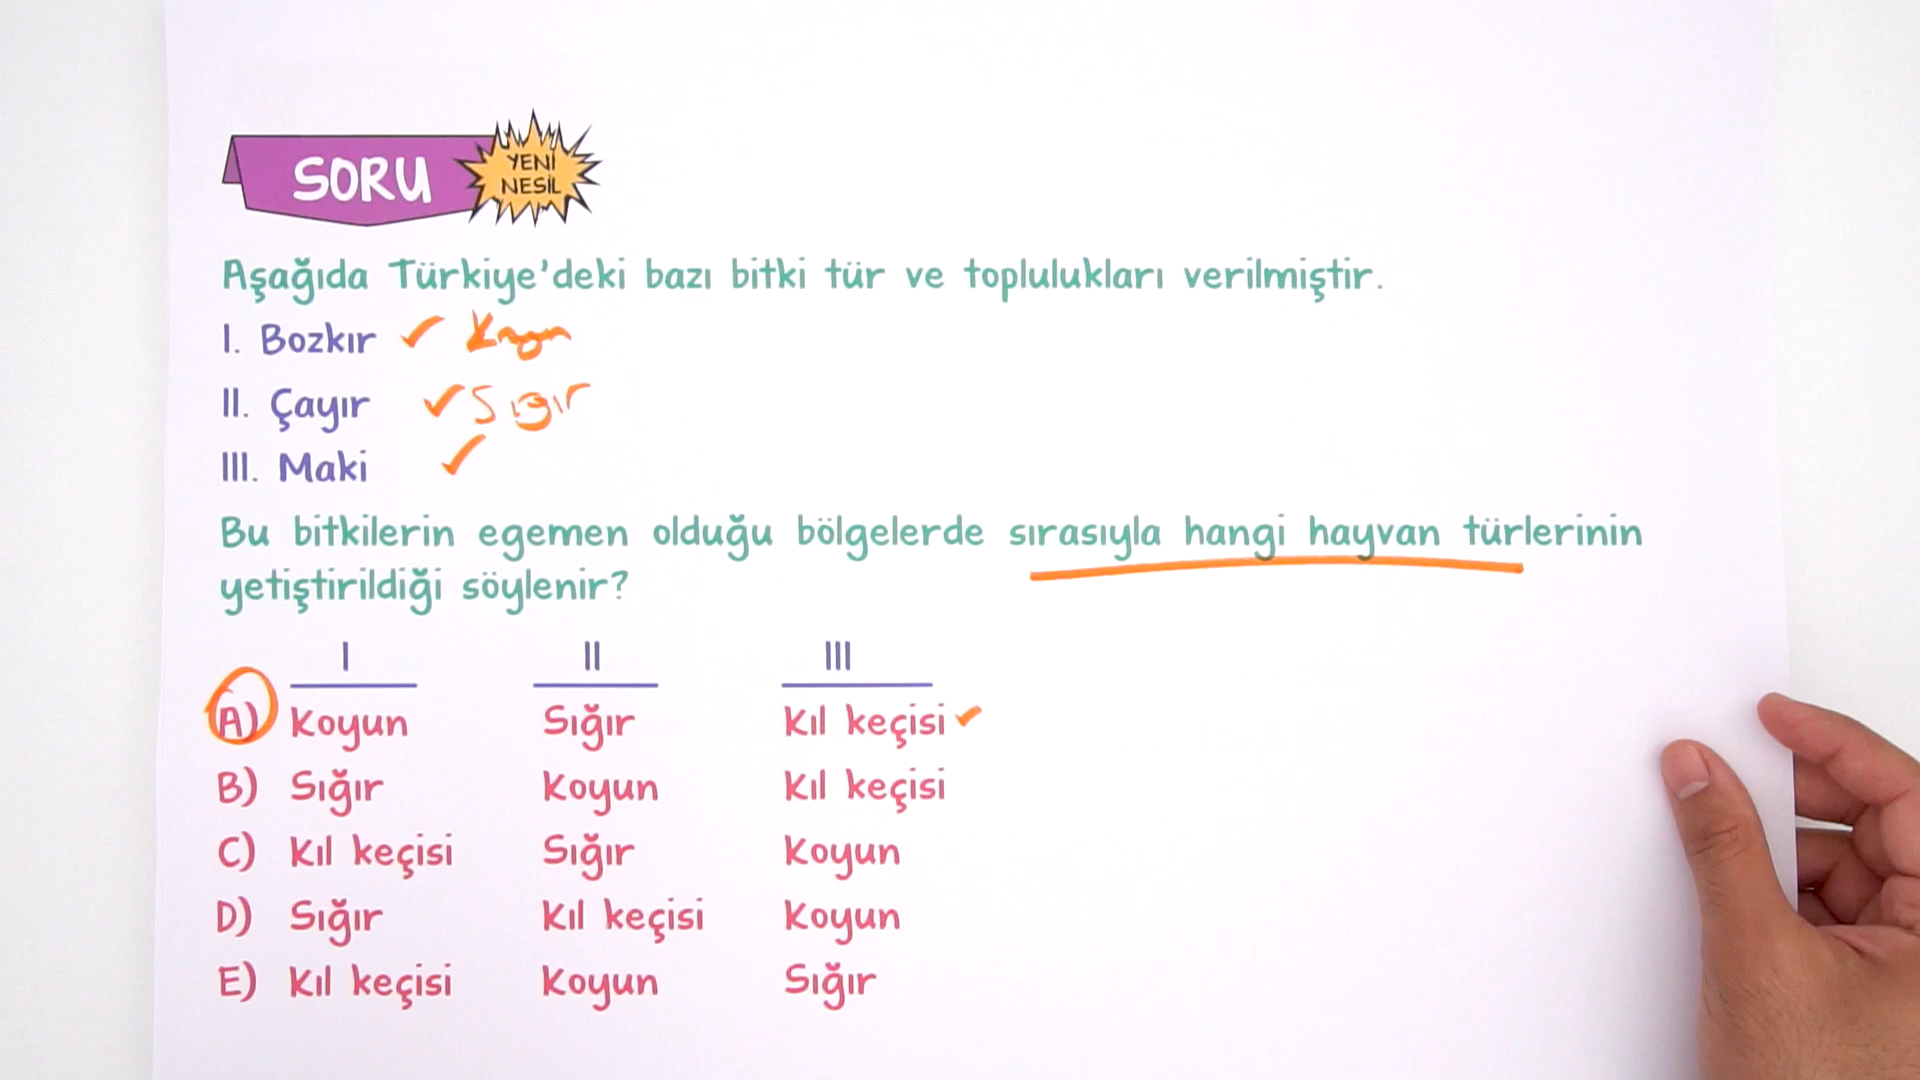 SORU
YENİ
NESİL
Aşağıda Türkiye'deki bazı bitki tür ve toplulukları verilmiştir.
I. Bozkır Koyun
II. Çayır Sığır
III. Maki
Bu bitkilerin egemen olduğu bölgelerde sırasıyla hangi hayvan türlerinin
yetiştirildiği söylenir?
I II III
A) Koyun Sığır Kıl keçisi
B) Sığır Koyun Kıl keçisi
C) Kıl keçisi Sığır Koyun
D) Sığır Kıl keçisi Koyun
E) Kıl keçisi Koyun Sığır